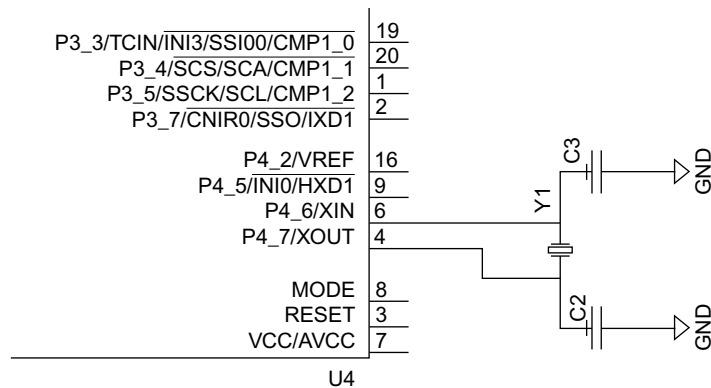 P3_3/TCIN/INI3/SSI00/CMP1_0 19
P3_4/SCS/SCA/CMP1_1 20
P3_5/SSCK/SCL/CMP1_2 1
P3_7/CNIR0/SSO/IXD1 2
P4_2/VREF 16
P4_5/INI0/HXD1 9
P4_6/XIN 6
P4_7/XOUT 4
MODE 8
RESET 3
VCC/AVCC 7
U4
Y1
C3
GND
C2
GND